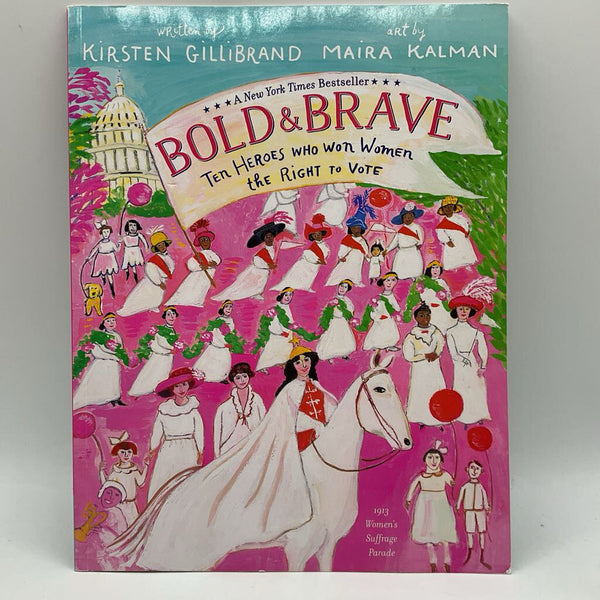 written by
KIRSTEN GILLIBRAND
art by
MAIRA KALMAN
★★★ A New York Times Bestseller ★★★
BOLD & BRAVE
TEN HEROES WHO WON WOMEN
the RIGHT to VOTE
1913
Women's
Suffrage
Parade